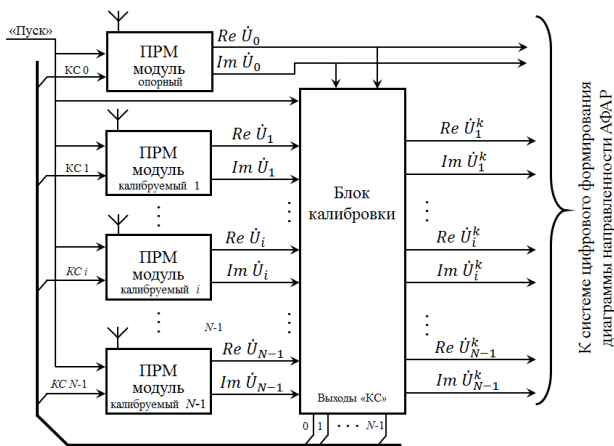 «Пуск»
КС 0
ПРМ
модуль
опорный
Re U̇₀
Im U̇₀
КС 1
ПРМ
модуль
калибруемый 1
Re U̇₁
Im U̇₁
КС i
ПРМ
модуль
калибруемый i
Re U̇ᵢ
Im U̇ᵢ
N-1
КС N-1
ПРМ
модуль
калибруемый N-1
Re U̇_{N−1}
Im U̇_{N−1}
Блок
калибровки
Выходы «КС»
0 1 · · · N-1
Re U̇₁ᵏ
Im U̇₁ᵏ
Re U̇ᵢᵏ
Im U̇ᵢᵏ
Re U̇_{N−1}^k
Im U̇_{N−1}^k
К системе цифрового формирования
диаграммы направленности АФАР